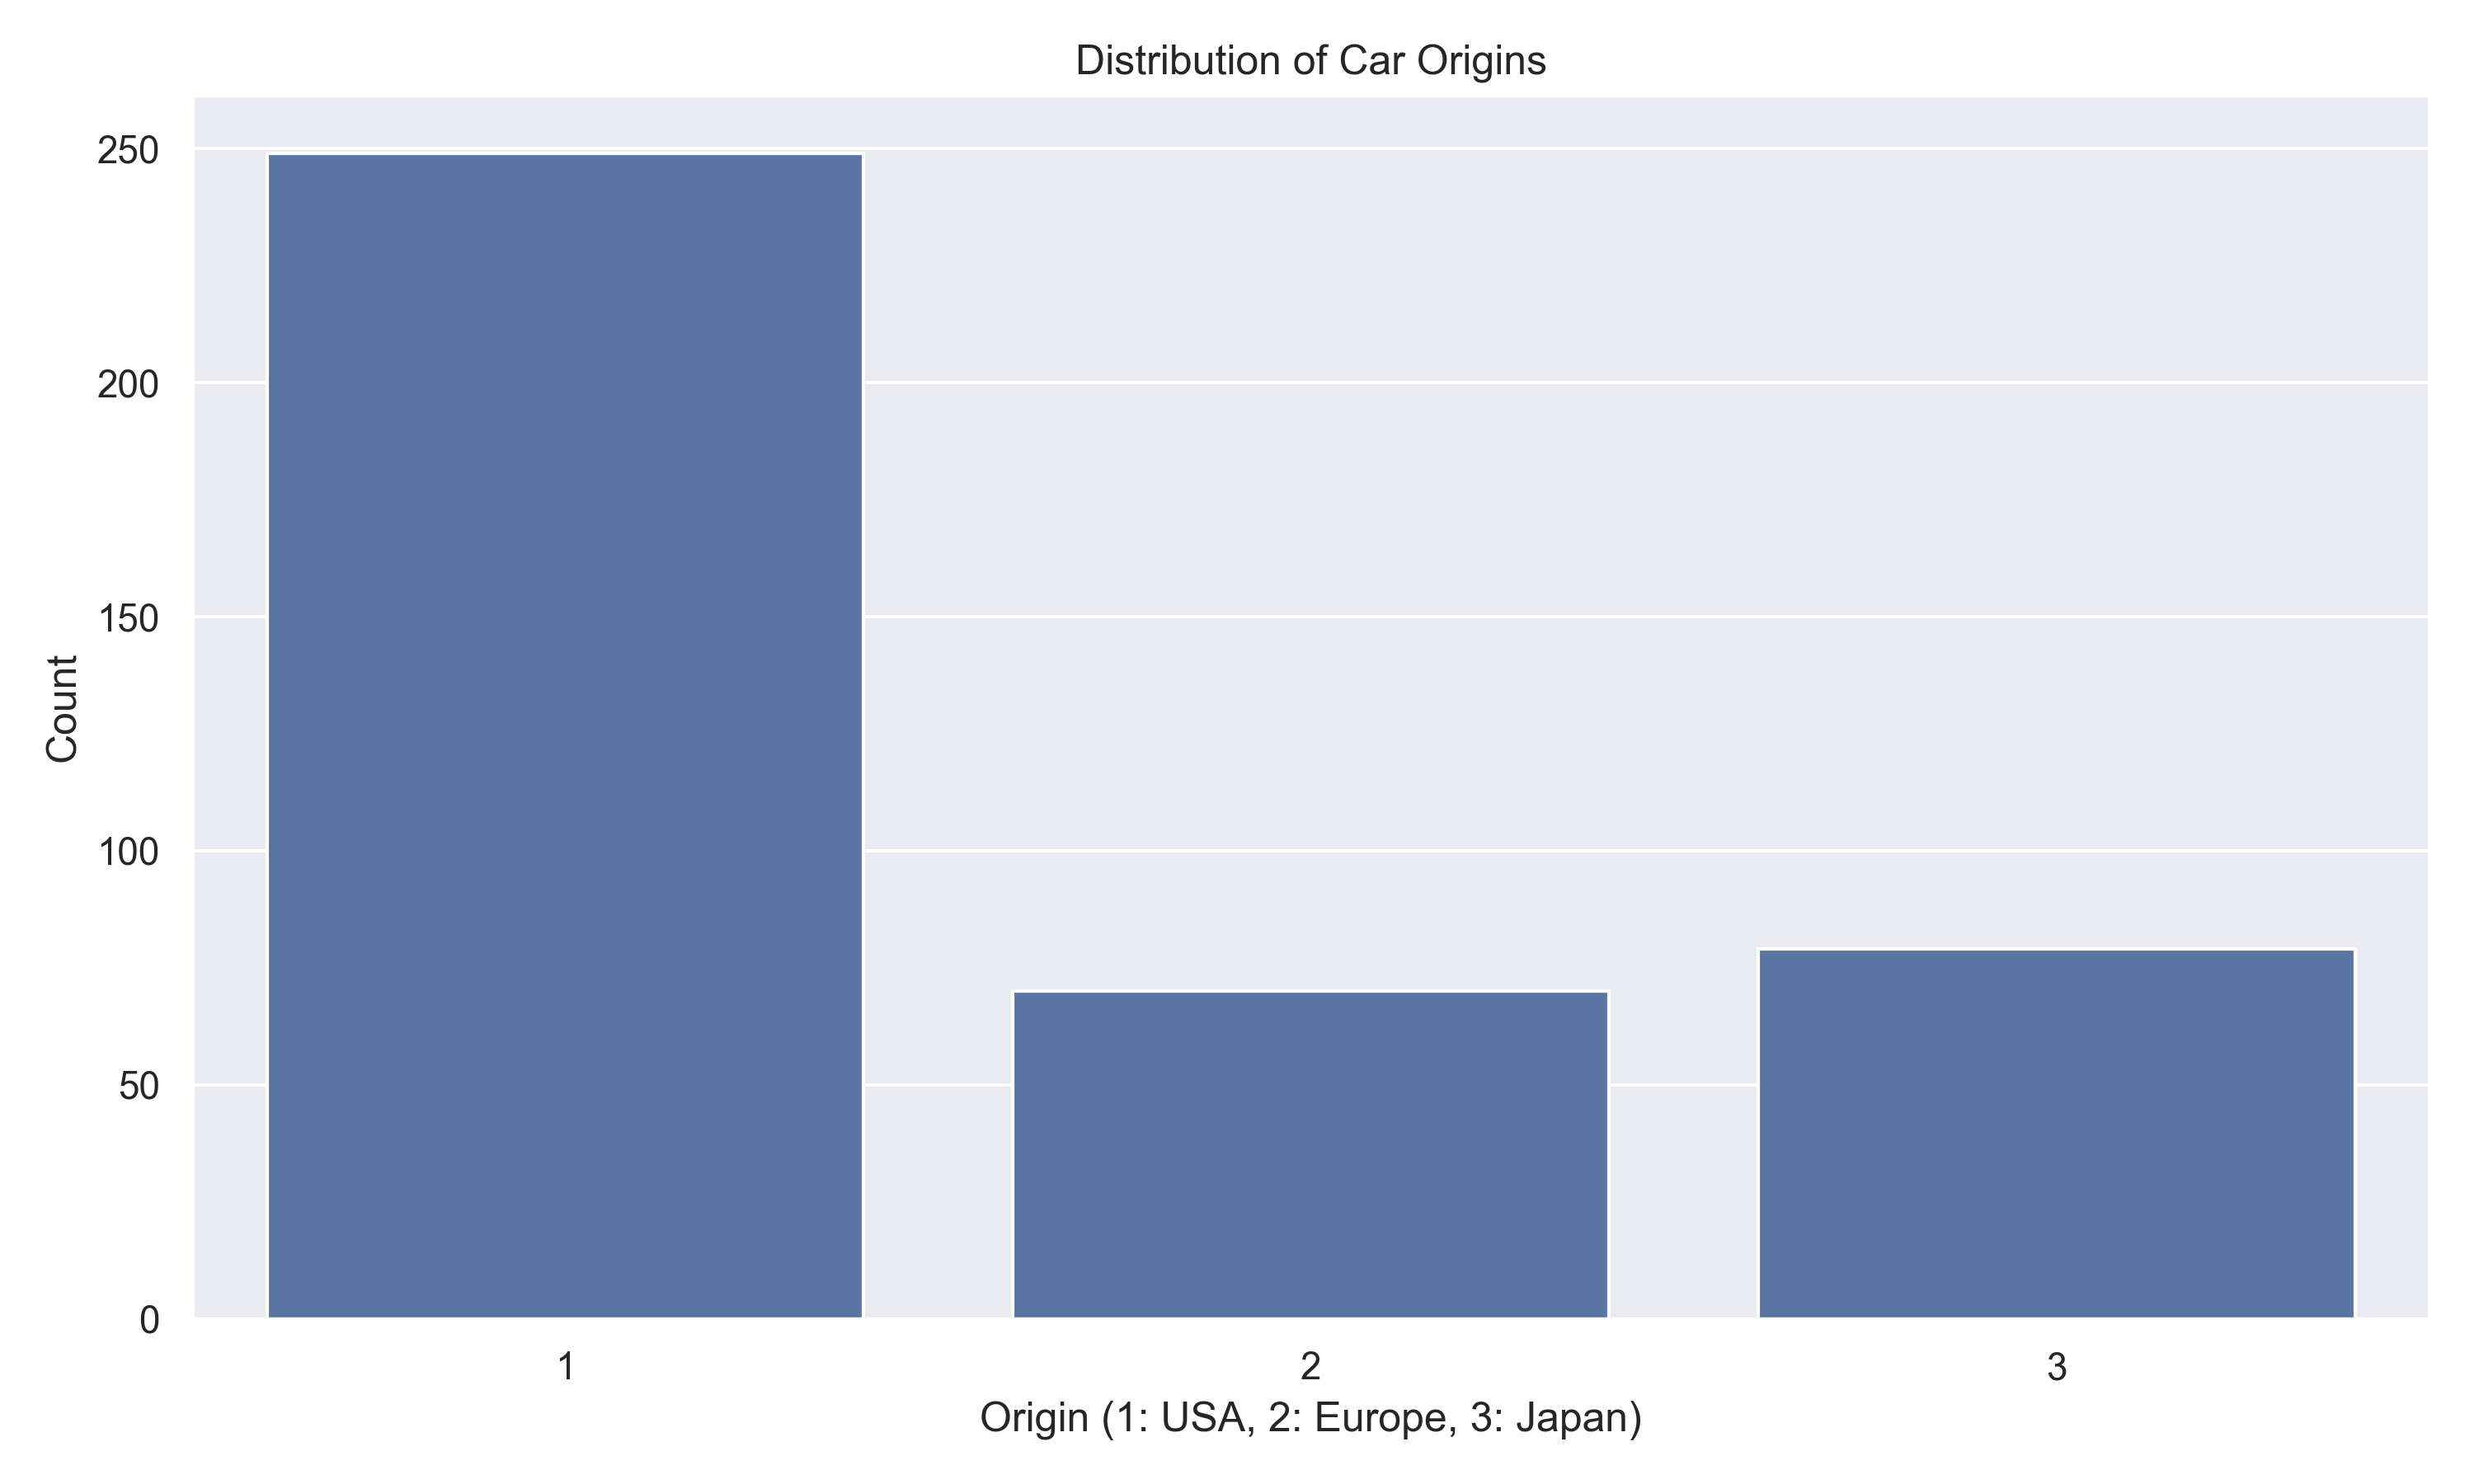 Distribution of Car Origins
250
200
150
100
50
0
Count
1 2 3
Origin (1: USA, 2: Europe, 3: Japan)